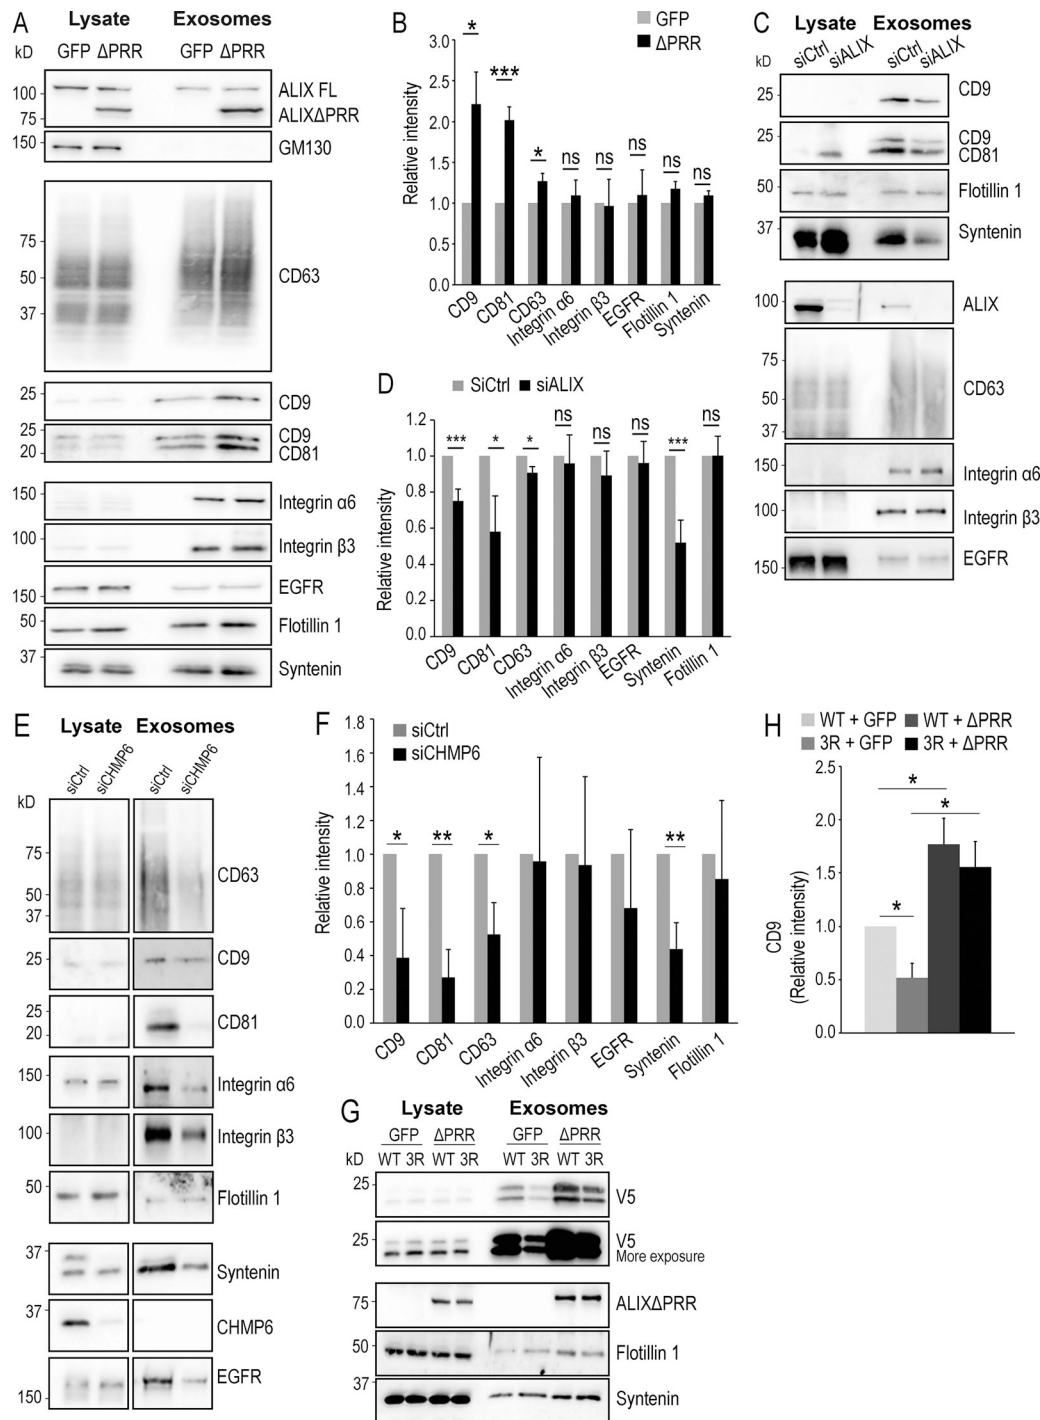 A
Lysate Exosomes
kD GFP ΔPRR GFP ΔPRR
100
75
ALIX FL
ALIXΔPRR
150
GM130
75
50
37
CD63
25
CD9
25
20
CD9
CD81
150
Integrin α6
100
Integrin β3
150
EGFR
50
Flotillin 1
37
Syntenin
B
GFP
ΔPRR
Relative intensity
3.0
2.5
2.0
1.5
1.0
0.5
0.0
* *** * ns ns ns ns ns
CD9 CD81 CD63 Integrin α6 Integrin β3 EGFR Flotillin 1 Syntenin
C
Lysate Exosomes
kD siCtrl siALIX siCtrl siALIX
25
CD9
25
CD9
CD81
50
Flotillin 1
37
Syntenin
100
ALIX
75
50
37
CD63
150
Integrin α6
100
Integrin β3
150
EGFR
D
SiCtrl siALIX
Relative intensity
1.2
1.0
0.8
0.6
0.4
0.2
0.0
*** * * ns ns ns *** ns
CD9 CD81 CD63 Integrin α6 Integrin β3 EGFR Syntenin Fotillin 1
E
Lysate Exosomes
kD siCtrl siCHMP6 siCtrl siCHMP6
75
50
37
CD63
25
CD9
25
20
CD81
150
Integrin α6
100
Integrin β3
50
Flotillin 1
37
Syntenin
37
CHMP6
150
EGFR
F
siCtrl
siCHMP6
Relative intensity
1.8
1.6
1.4
1.2
1.0
0.8
0.6
0.4
0.2
0.0
* ** * **
CD9 CD81 CD63 Integrin α6 Integrin β3 EGFR Syntenin Flotillin 1
G
Lysate Exosomes
GFP ΔPRR GFP ΔPRR
kD WT 3R WT 3R WT 3R WT 3R
25
V5
25
V5
More exposure
75
ALIXΔPRR
50
Flotillin 1
37
Syntenin
H
WT + GFP WT + ΔPRR
3R + GFP 3R + ΔPRR
CD9
(Relative intensity)
2.5
2.0
1.5
1.0
0.5
0.0
* * *